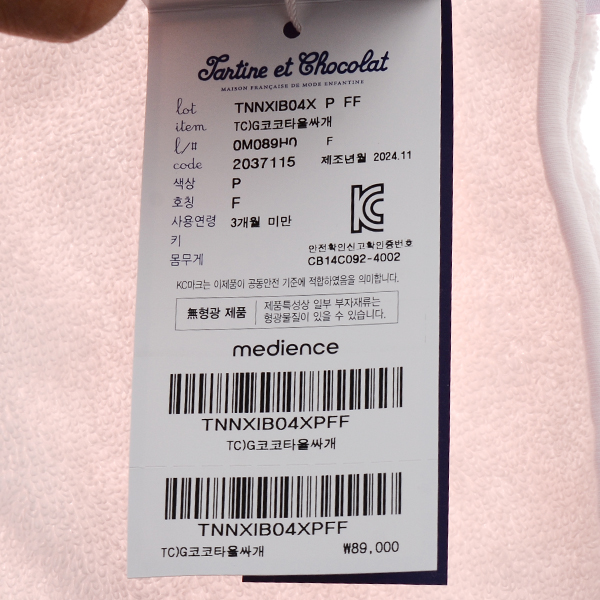 Tartine et Chocolat
MAISON FRANÇAISE DE MODE ENFANTINE
lot TNNXIB04X P FF
item TC)G코코타올싸개
l/# 0M089H0 F
code 2037115 제조년월 2024.11
색상 P
호칭 F
사용연령 3개월 미만
키
몸무게
안전확인신고확인증번호
CB14C092-4002
KC마크는 이제품이 공통안전 기준에 적합하였음을 의미합니다.
無형광 제품
제품특성상 일부 부자재류는
형광물질이 있을 수 있습니다.
medience
TNNXIB04XPFF
TC)G코코타올싸개
TNNXIB04XPFF
TC)G코코타올싸개 ₩89,000